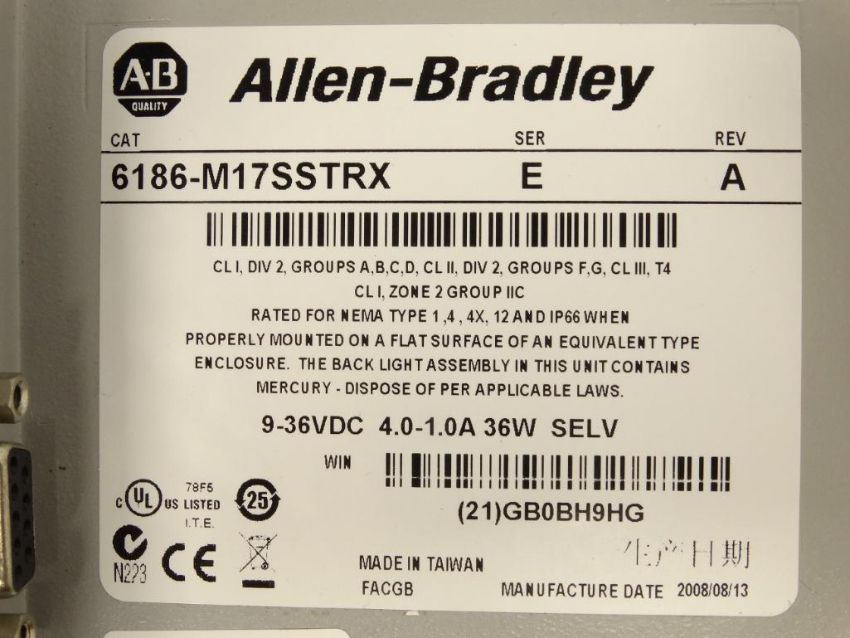 A·B
QUALITY
Allen-Bradley
CAT SER REV
6186-M17SSTRX E A
CL I, DIV 2, GROUPS A,B,C,D, CL II, DIV 2, GROUPS F,G, CL III, T4
CL I, ZONE 2 GROUP IIC
RATED FOR NEMA TYPE 1 ,4 , 4X, 12 AND IP66 WHEN
PROPERLY MOUNTED ON A FLAT SURFACE OF AN EQUIVALENT TYPE
ENCLOSURE. THE BACK LIGHT ASSEMBLY IN THIS UNIT CONTAINS
MERCURY - DISPOSE OF PER APPLICABLE LAWS.
9-36VDC 4.0-1.0A 36W SELV
WIN
(21)GB0BH9HG
C UL US LISTED
78F5
I.T.E.
25
N223
CE
MADE IN TAIWAN
FACGB
生产日期
MANUFACTURE DATE 2008/08/13